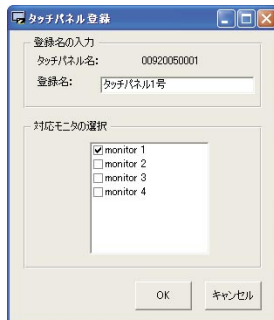 タッチパネル登録
登録名の入力
タッチパネル名: 00920050001
登録名: タッチパネル1号
対応モニタの選択
monitor 1
monitor 2
monitor 3
monitor 4
OK キャンセル